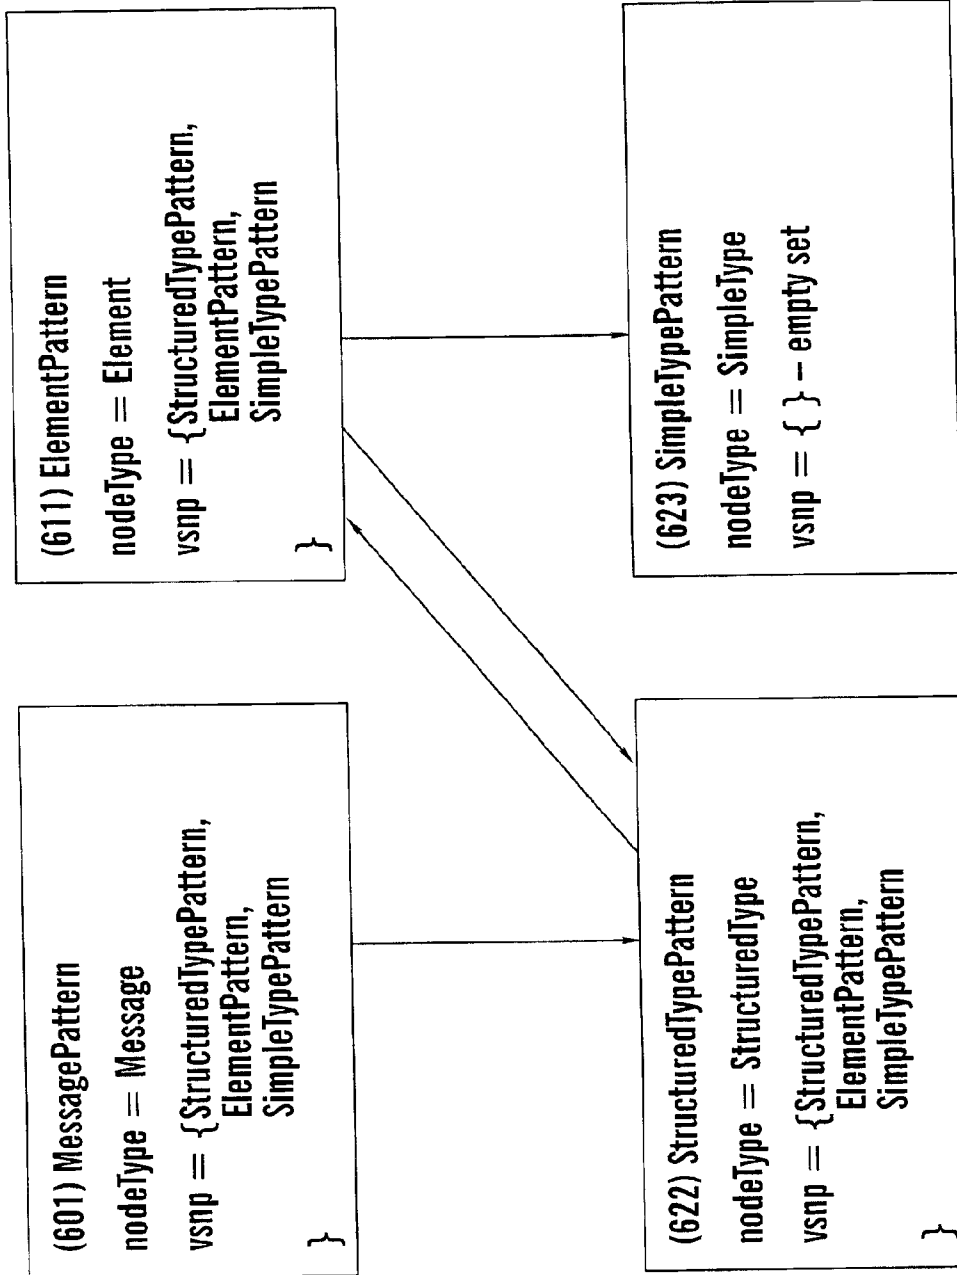 (601) MessagePattern
nodeType = Message
vsnp = {StructuredTypePattern,
ElementPattern,
SimpleTypePattern
}
(611) ElementPattern
nodeType = Element
vsnp = {StructuredTypePattern,
ElementPattern,
SimpleTypePattern
}
(622) StructuredTypePattern
nodeType = StructuredType
vsnp = {StructuredTypePattern,
ElementPattern,
SimpleTypePattern
}
(623) SimpleTypePattern
nodeType = SimpleType
vsnp = { } – empty set